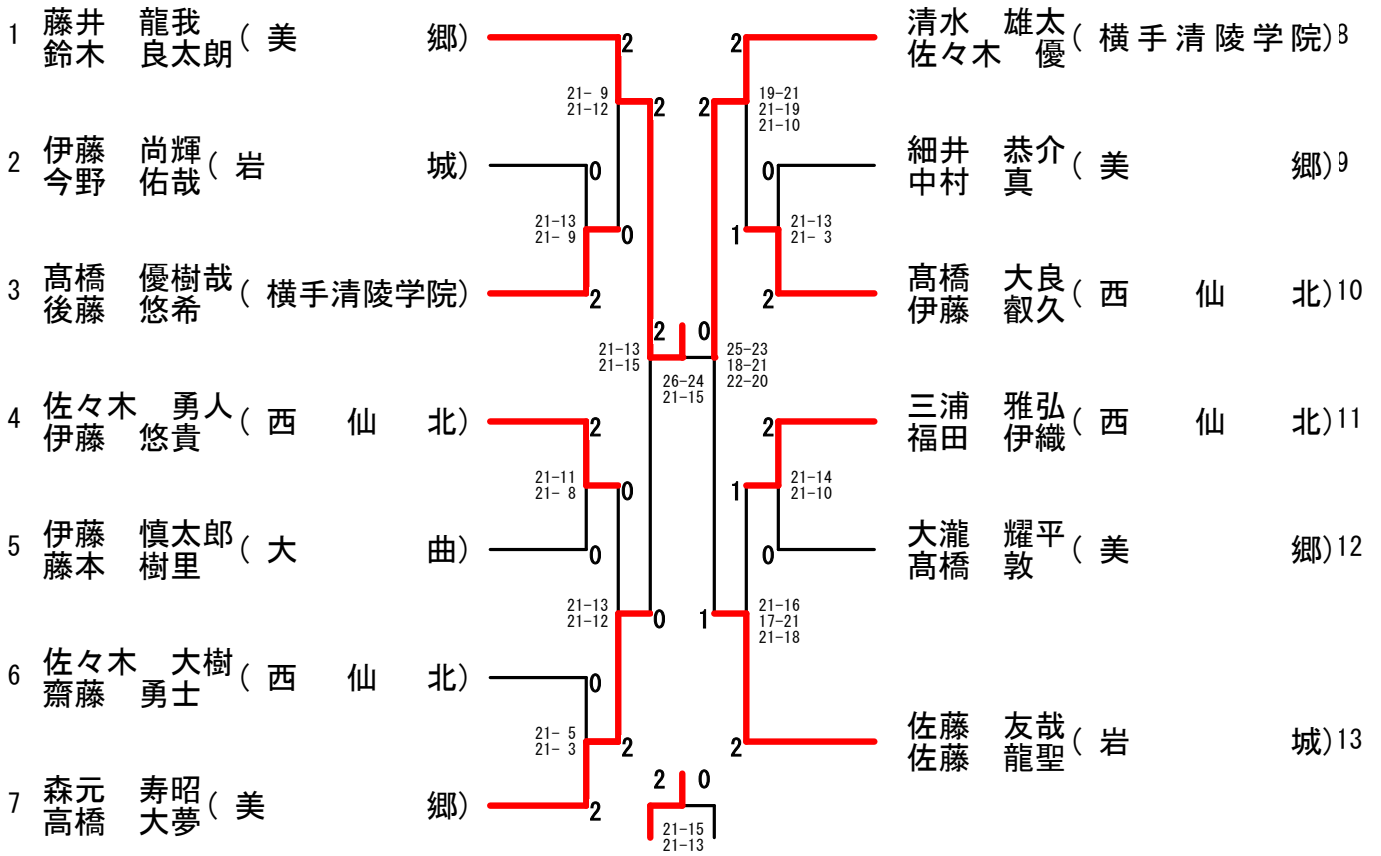 1 藤井 龍我
鈴木 良太朗 (美 郷)
2
21- 9
21-12
2
2 伊藤 尚輝
今野 佑哉 (岩 城)
0
21-13
21- 9
0
3 髙橋 優樹哉
後藤 悠希 (横手清陵学院)
2
21-13
21-15
2 0
26-24
21-15
4 佐々木 勇人
伊藤 悠貴 (西 仙 北)
2
21-11
21- 8
0
5 伊藤 慎太郎
藤本 樹里 (大 曲)
0
21-13
21-12
0
6 佐々木 大樹
齋藤 勇士 (西 仙 北)
0
21- 5
21- 3
2
7 森元 寿昭
高橋 大夢 (美 郷)
2
2 0
21-15
21-13
清水 雄太
佐々木 優 (横手清陵学院) 8
2
19-21
21-19
21-10
2
細井 恭介
中村 真 (美 郷) 9
0
21-13
21- 3
1
髙橋 大良
伊藤 叡久 (西 仙 北) 10
2
25-23
18-21
22-20
三浦 雅弘
福田 伊織 (西 仙 北) 11
2
21-14
21-10
1
大瀧 耀平
髙橋 敦 (美 郷) 12
0
21-16
17-21
21-18
1
佐藤 友哉
佐藤 龍聖 (岩 城) 13
2